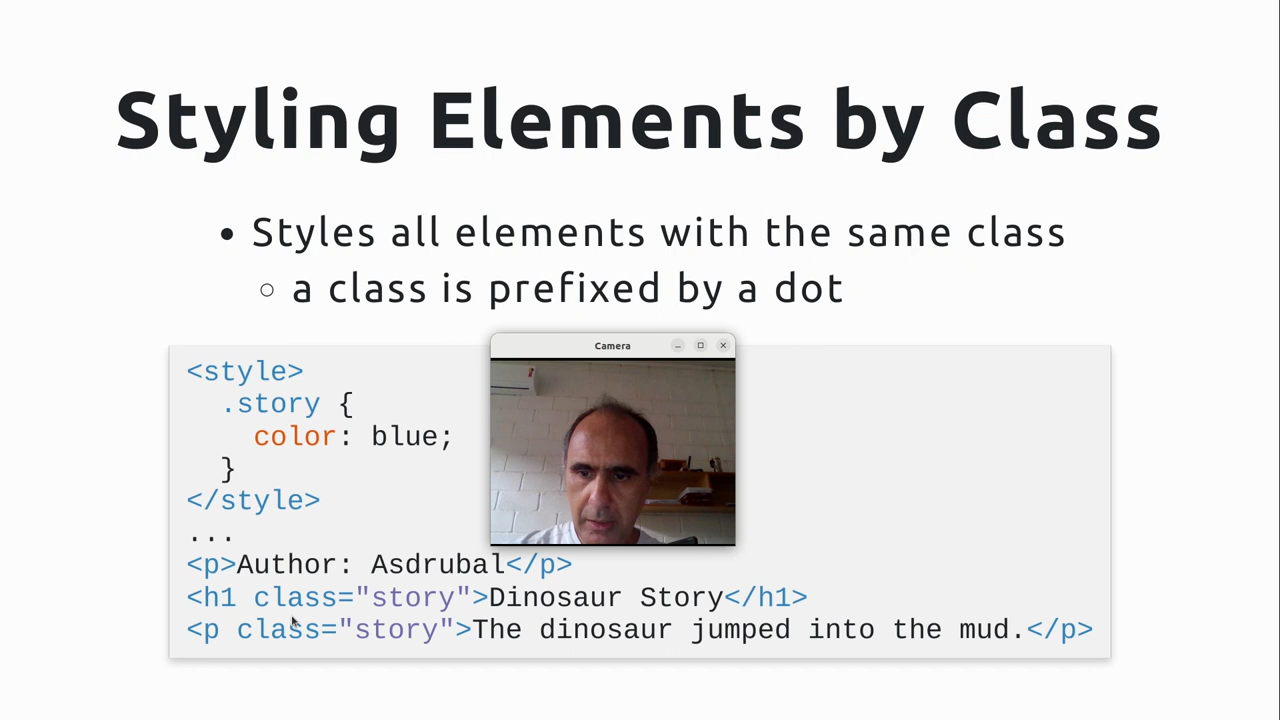 Styling Elements by Class
• Styles all elements with the same class
○ a class is prefixed by a dot
Camera
<style>
  .story {
    color: blue;
  }
</style>
...
<p>Author: Asdrubal</p>
<h1 class="story">Dinosaur Story</h1>
<p class="story">The dinosaur jumped into the mud.</p>